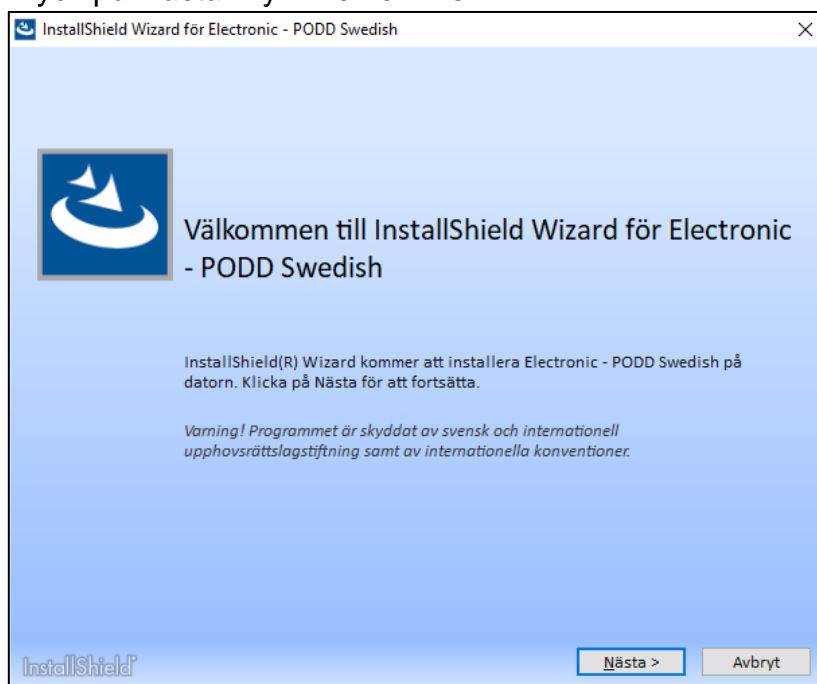 InstallShield Wizard för Electronic - PODD Swedish
Välkommen till InstallShield Wizard för Electronic
- PODD Swedish
InstallShield(R) Wizard kommer att installera Electronic - PODD Swedish på
datorn. Klicka på Nästa för att fortsätta.
Varning! Programmet är skyddat av svensk och internationell
upphovsrättslagstiftning samt av internationella konventioner.
InstallShield
Nästa >
Avbryt